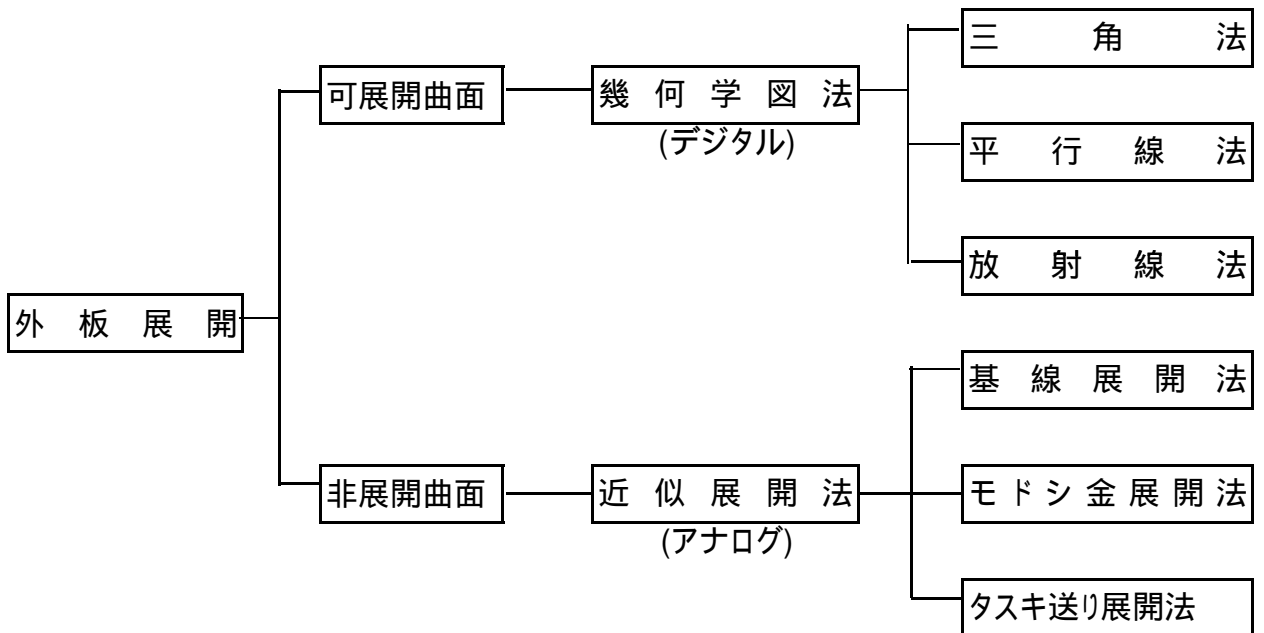 三角法
可展開曲面
幾何学図法
(デジタル)
平行線法
放射線法
外板展開
基線展開法
非展開曲面
近似展開法
(アナログ)
モドシ金展開法
タスキ送り展開法